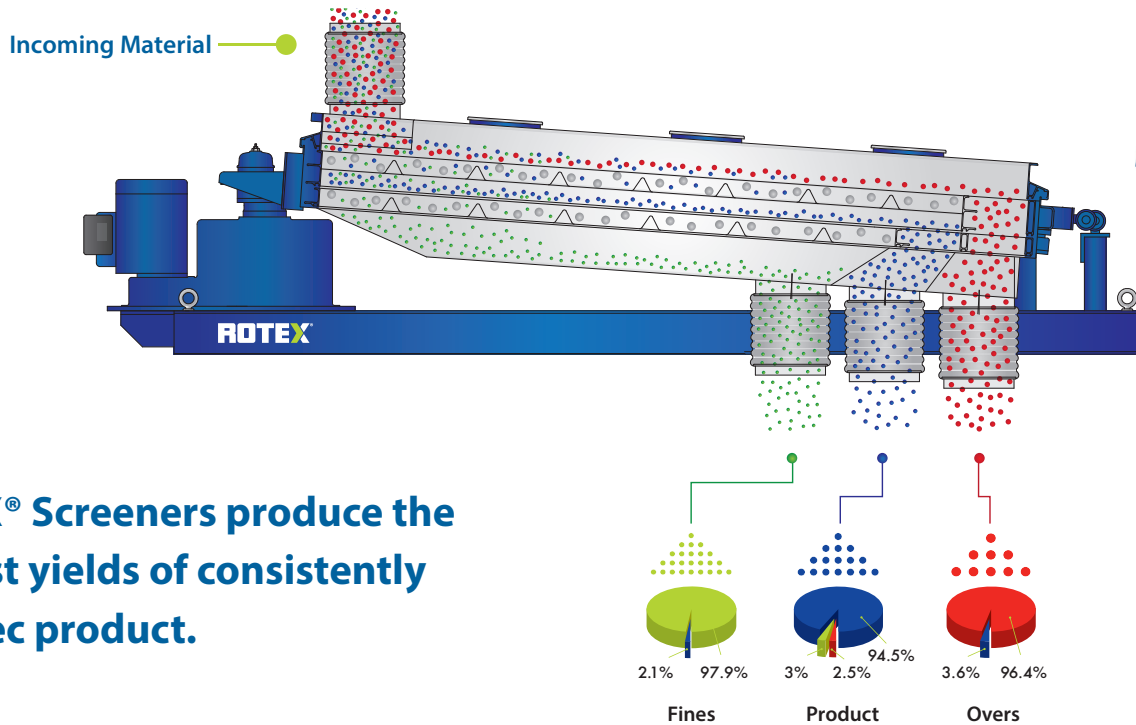 Incoming Material
ROTEX®
X® Screeners produce the
st yields of consistently
ec product.
2.1% 97.9%
3% 2.5% 94.5%
3.6% 96.4%
Fines Product Overs